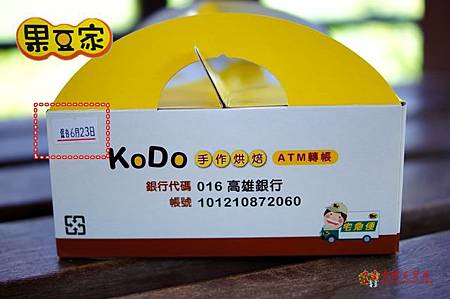 果豆家
6月23日
KoDo 手作烘焙 ATM轉帳
銀行代碼 016 高雄銀行
帳號 101210872060
宅急便